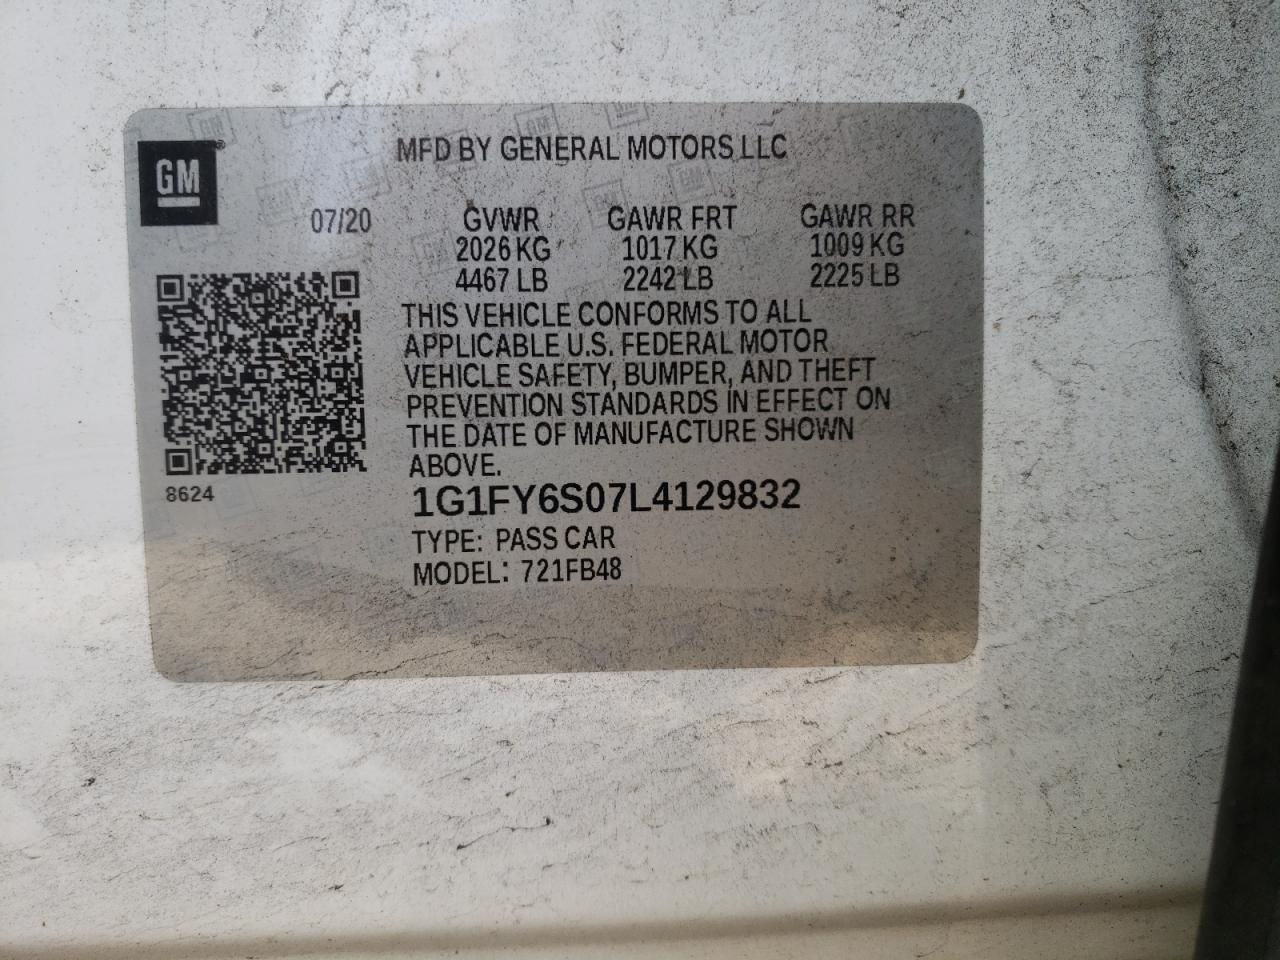 GM®
MFD BY GENERAL MOTORS LLC
07/20 GVWR GAWR FRT GAWR RR
2026 KG 1017 KG 1009 KG
4467 LB 2242 LB 2225 LB
THIS VEHICLE CONFORMS TO ALL
APPLICABLE U.S. FEDERAL MOTOR
VEHICLE SAFETY, BUMPER, AND THEFT
PREVENTION STANDARDS IN EFFECT ON
THE DATE OF MANUFACTURE SHOWN
ABOVE.
8624
1G1FY6S07L4129832
TYPE: PASS CAR
MODEL: 721FB48